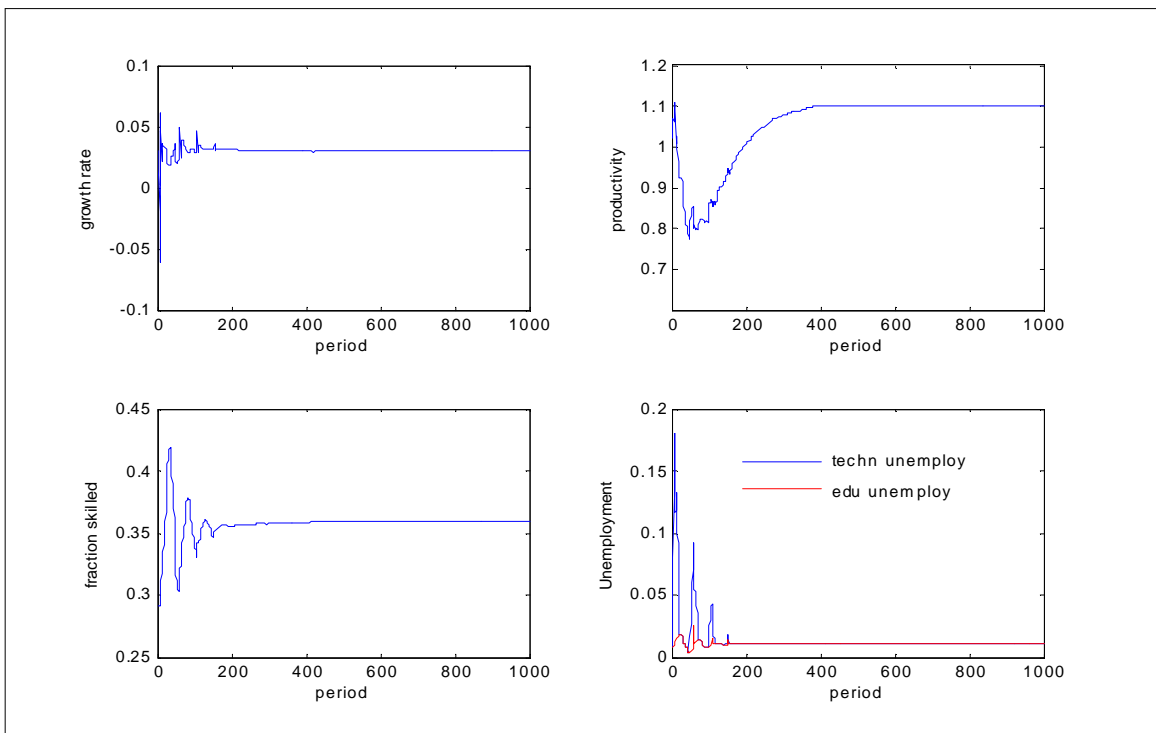 0.1
0.05
0
-0.05
-0.1
growth rate
0 200 400 600 800 1000
period
1.2
1.1
1
0.9
0.8
0.7
productivity
0 200 400 600 800 1000
period
0.45
0.4
0.35
0.3
0.25
fraction skilled
0 200 400 600 800 1000
period
0.2
0.15
0.1
0.05
0
Unemployment
techn unemploy
edu unemploy
0 200 400 600 800 1000
period